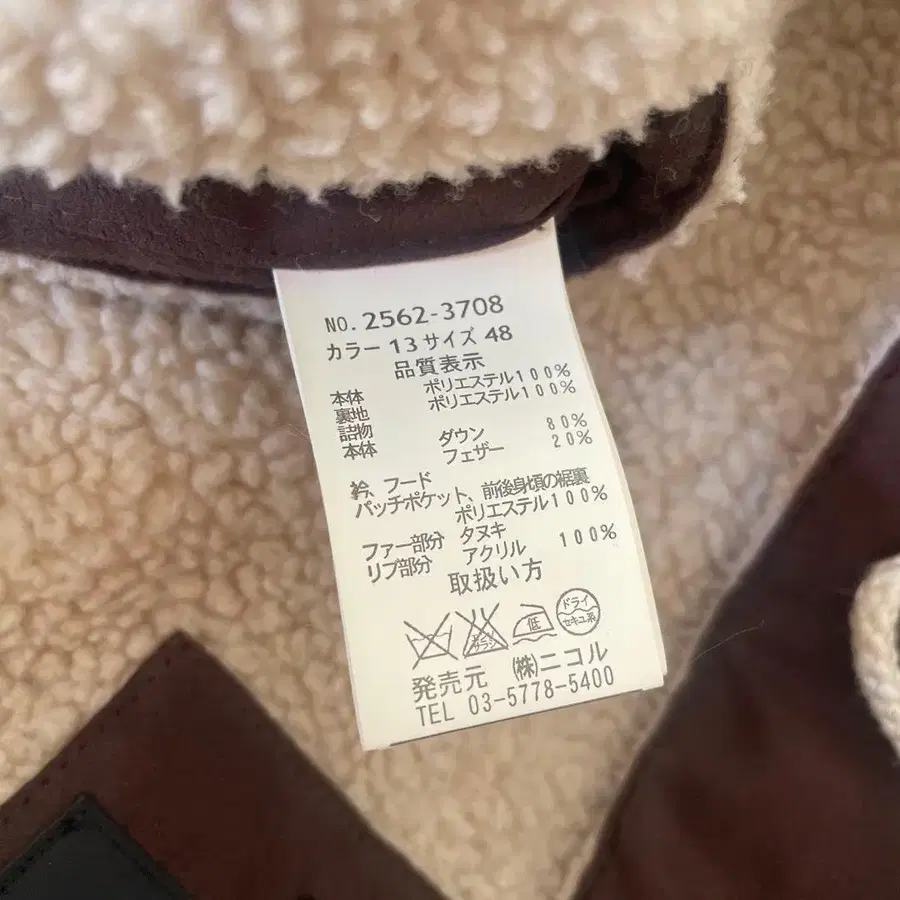 NO. 2562-3708
カラー 13 サイズ 48
品質表示
本体 ポリエステル100%
裏地 ポリエステル100%
詰物
本体 ダウン 80%
フェザー 20%
衿、フード
パッチポケット、前後身頃の裾裏
ポリエステル100%
ファー部分 タヌキ
リブ部分 アクリル 100%
取扱い方
エンソ サラシ 低 ドライ セキユ系
発売元 ㈱ニコル
TEL 03-5778-5400